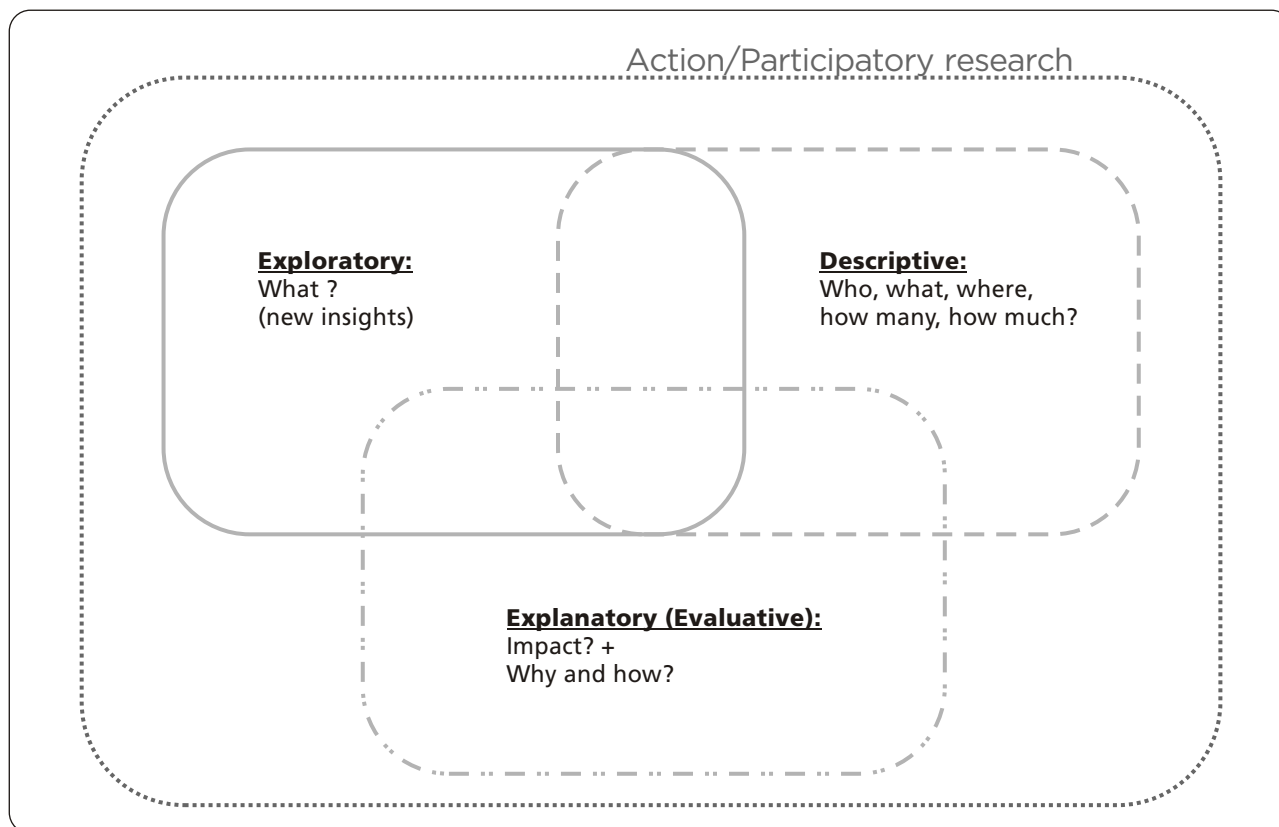 Action/Participatory research
Exploratory:
What ?
(new insights)
Descriptive:
Who, what, where,
how many, how much?
Explanatory (Evaluative):
Impact? +
Why and how?